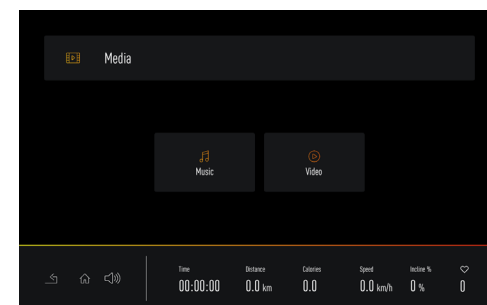 Media
Music
Video
Time
00:00:00
Distance
0.0 km
Calories
0.0
Speed
0.0 km/h
Incline %
0 %
0